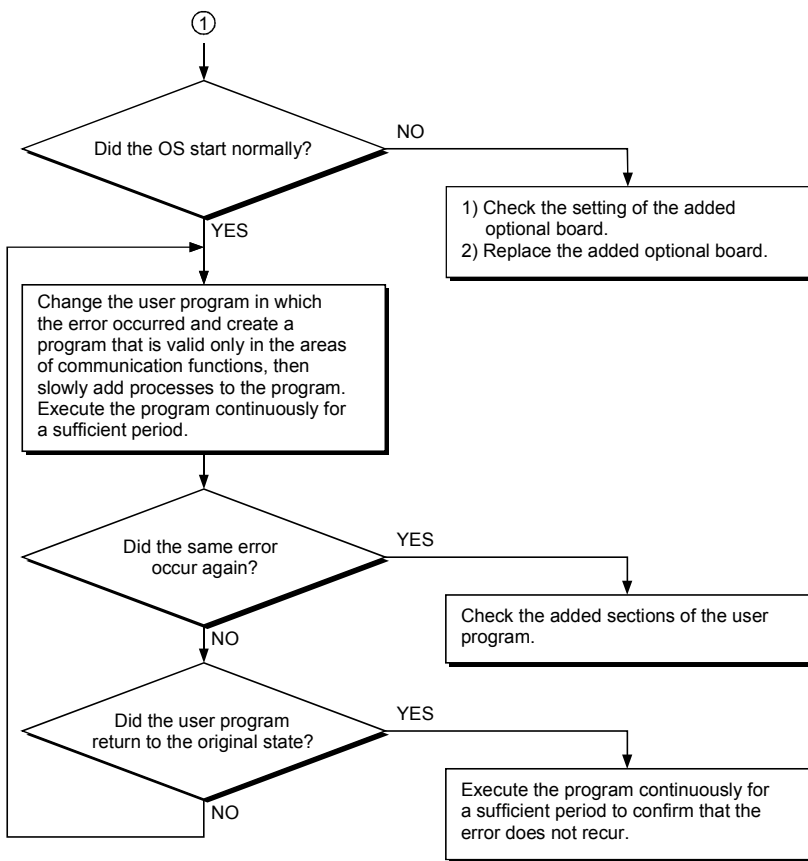 1
Did the OS start normally?
NO
1) Check the setting of the added
optional board.
2) Replace the added optional board.
YES
Change the user program in which
the error occurred and create a
program that is valid only in the areas
of communication functions, then
slowly add processes to the program.
Execute the program continuously for
a sufficient period.
Did the same error
occur again?
YES
Check the added sections of the user
program.
NO
Did the user program
return to the original state?
YES
Execute the program continuously for
a sufficient period to confirm that the
error does not recur.
NO